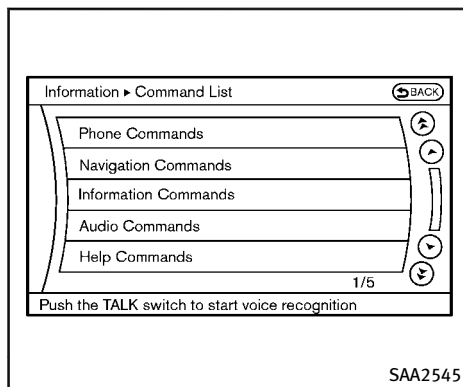 Information ▸ Command List
BACK
Phone Commands
Navigation Commands
Information Commands
Audio Commands
Help Commands
1/5
Push the TALK switch to start voice recognition
SAA2545